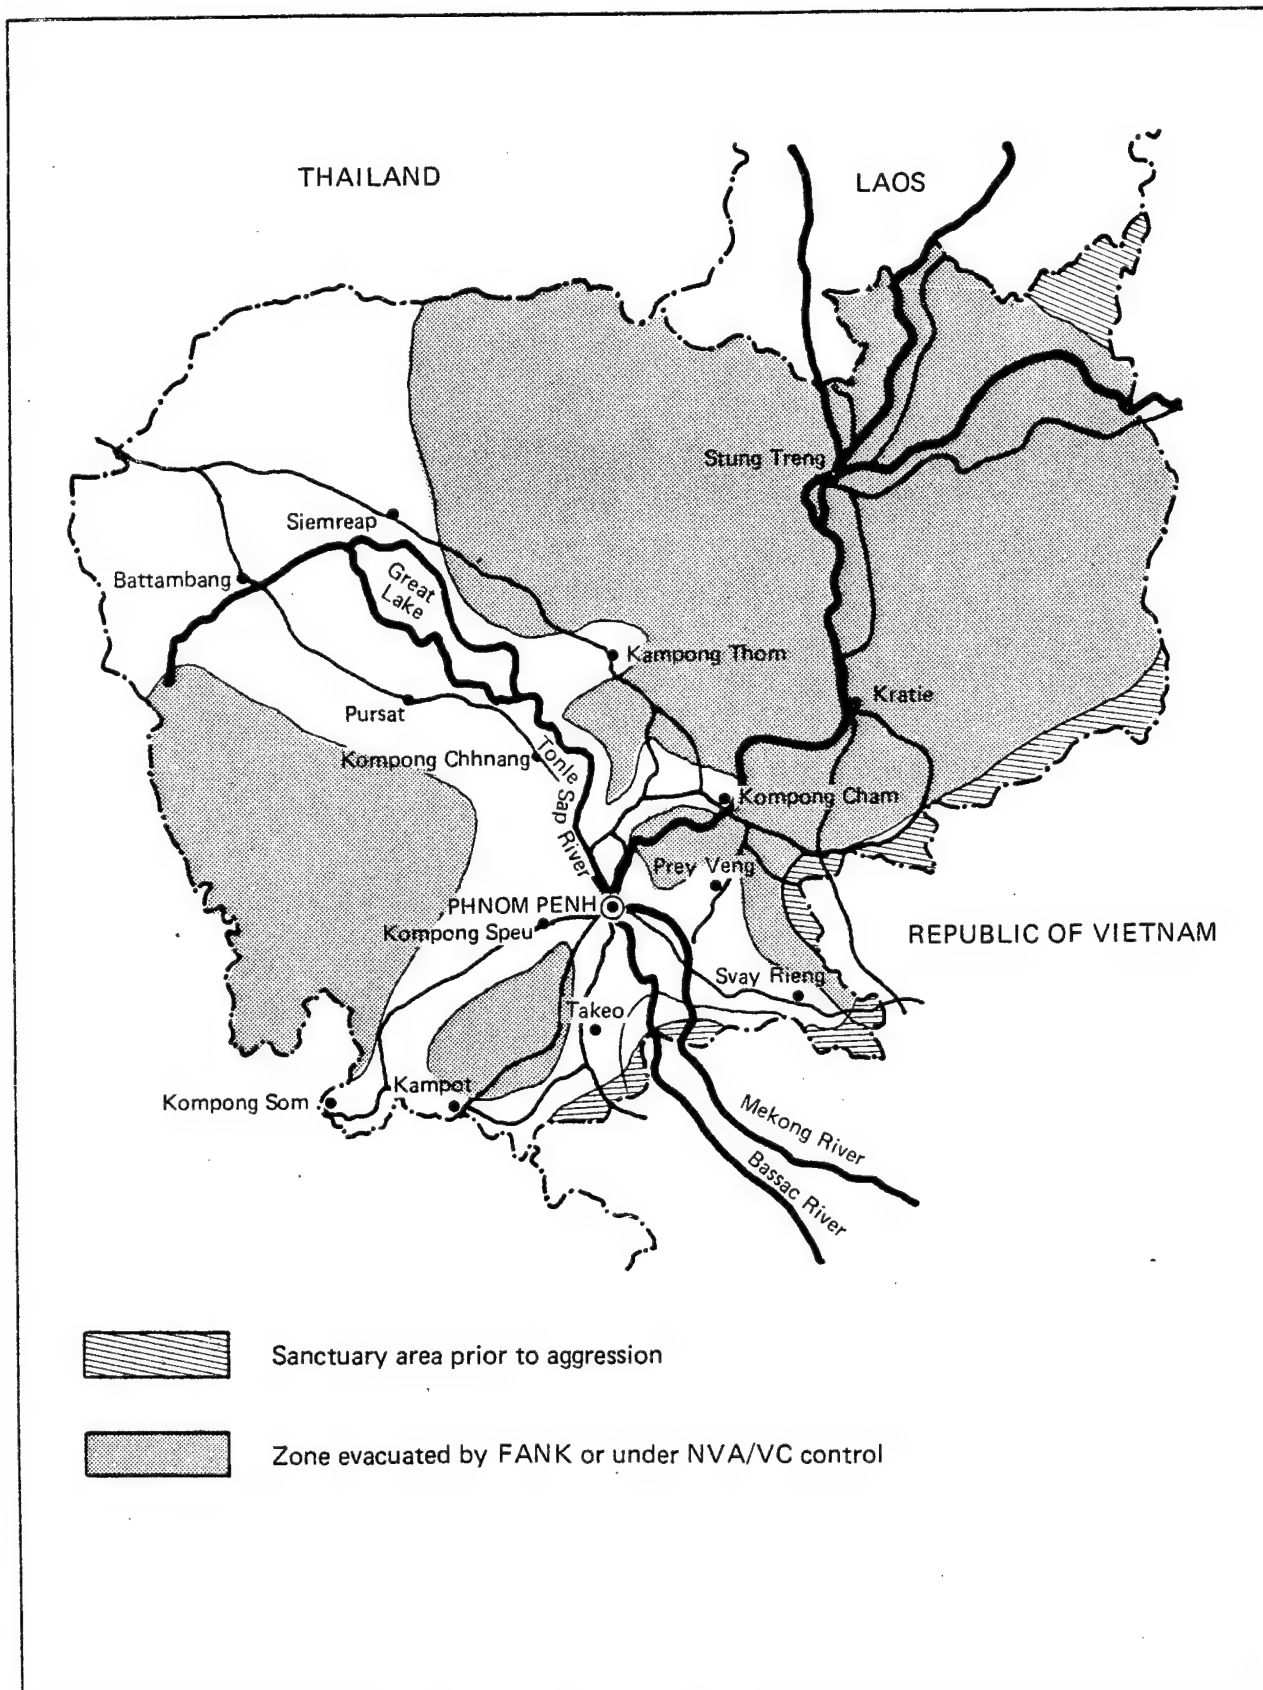 THAILAND
LAOS
Stung Treng
Siemreap
Battambang
Great
Lake
Kampong Thom
Kratie
Pursat
Kompong Chhnang
Tonle Sap River
Kompong Cham
Prey Veng
PHNOM PENH
Kompong Speu
REPUBLIC OF VIETNAM
Svay Rieng
Takeo
Kampot
Kompong Som
Mekong River
Bassac River
Sanctuary area prior to aggression
Zone evacuated by FANK or under NVA/VC control